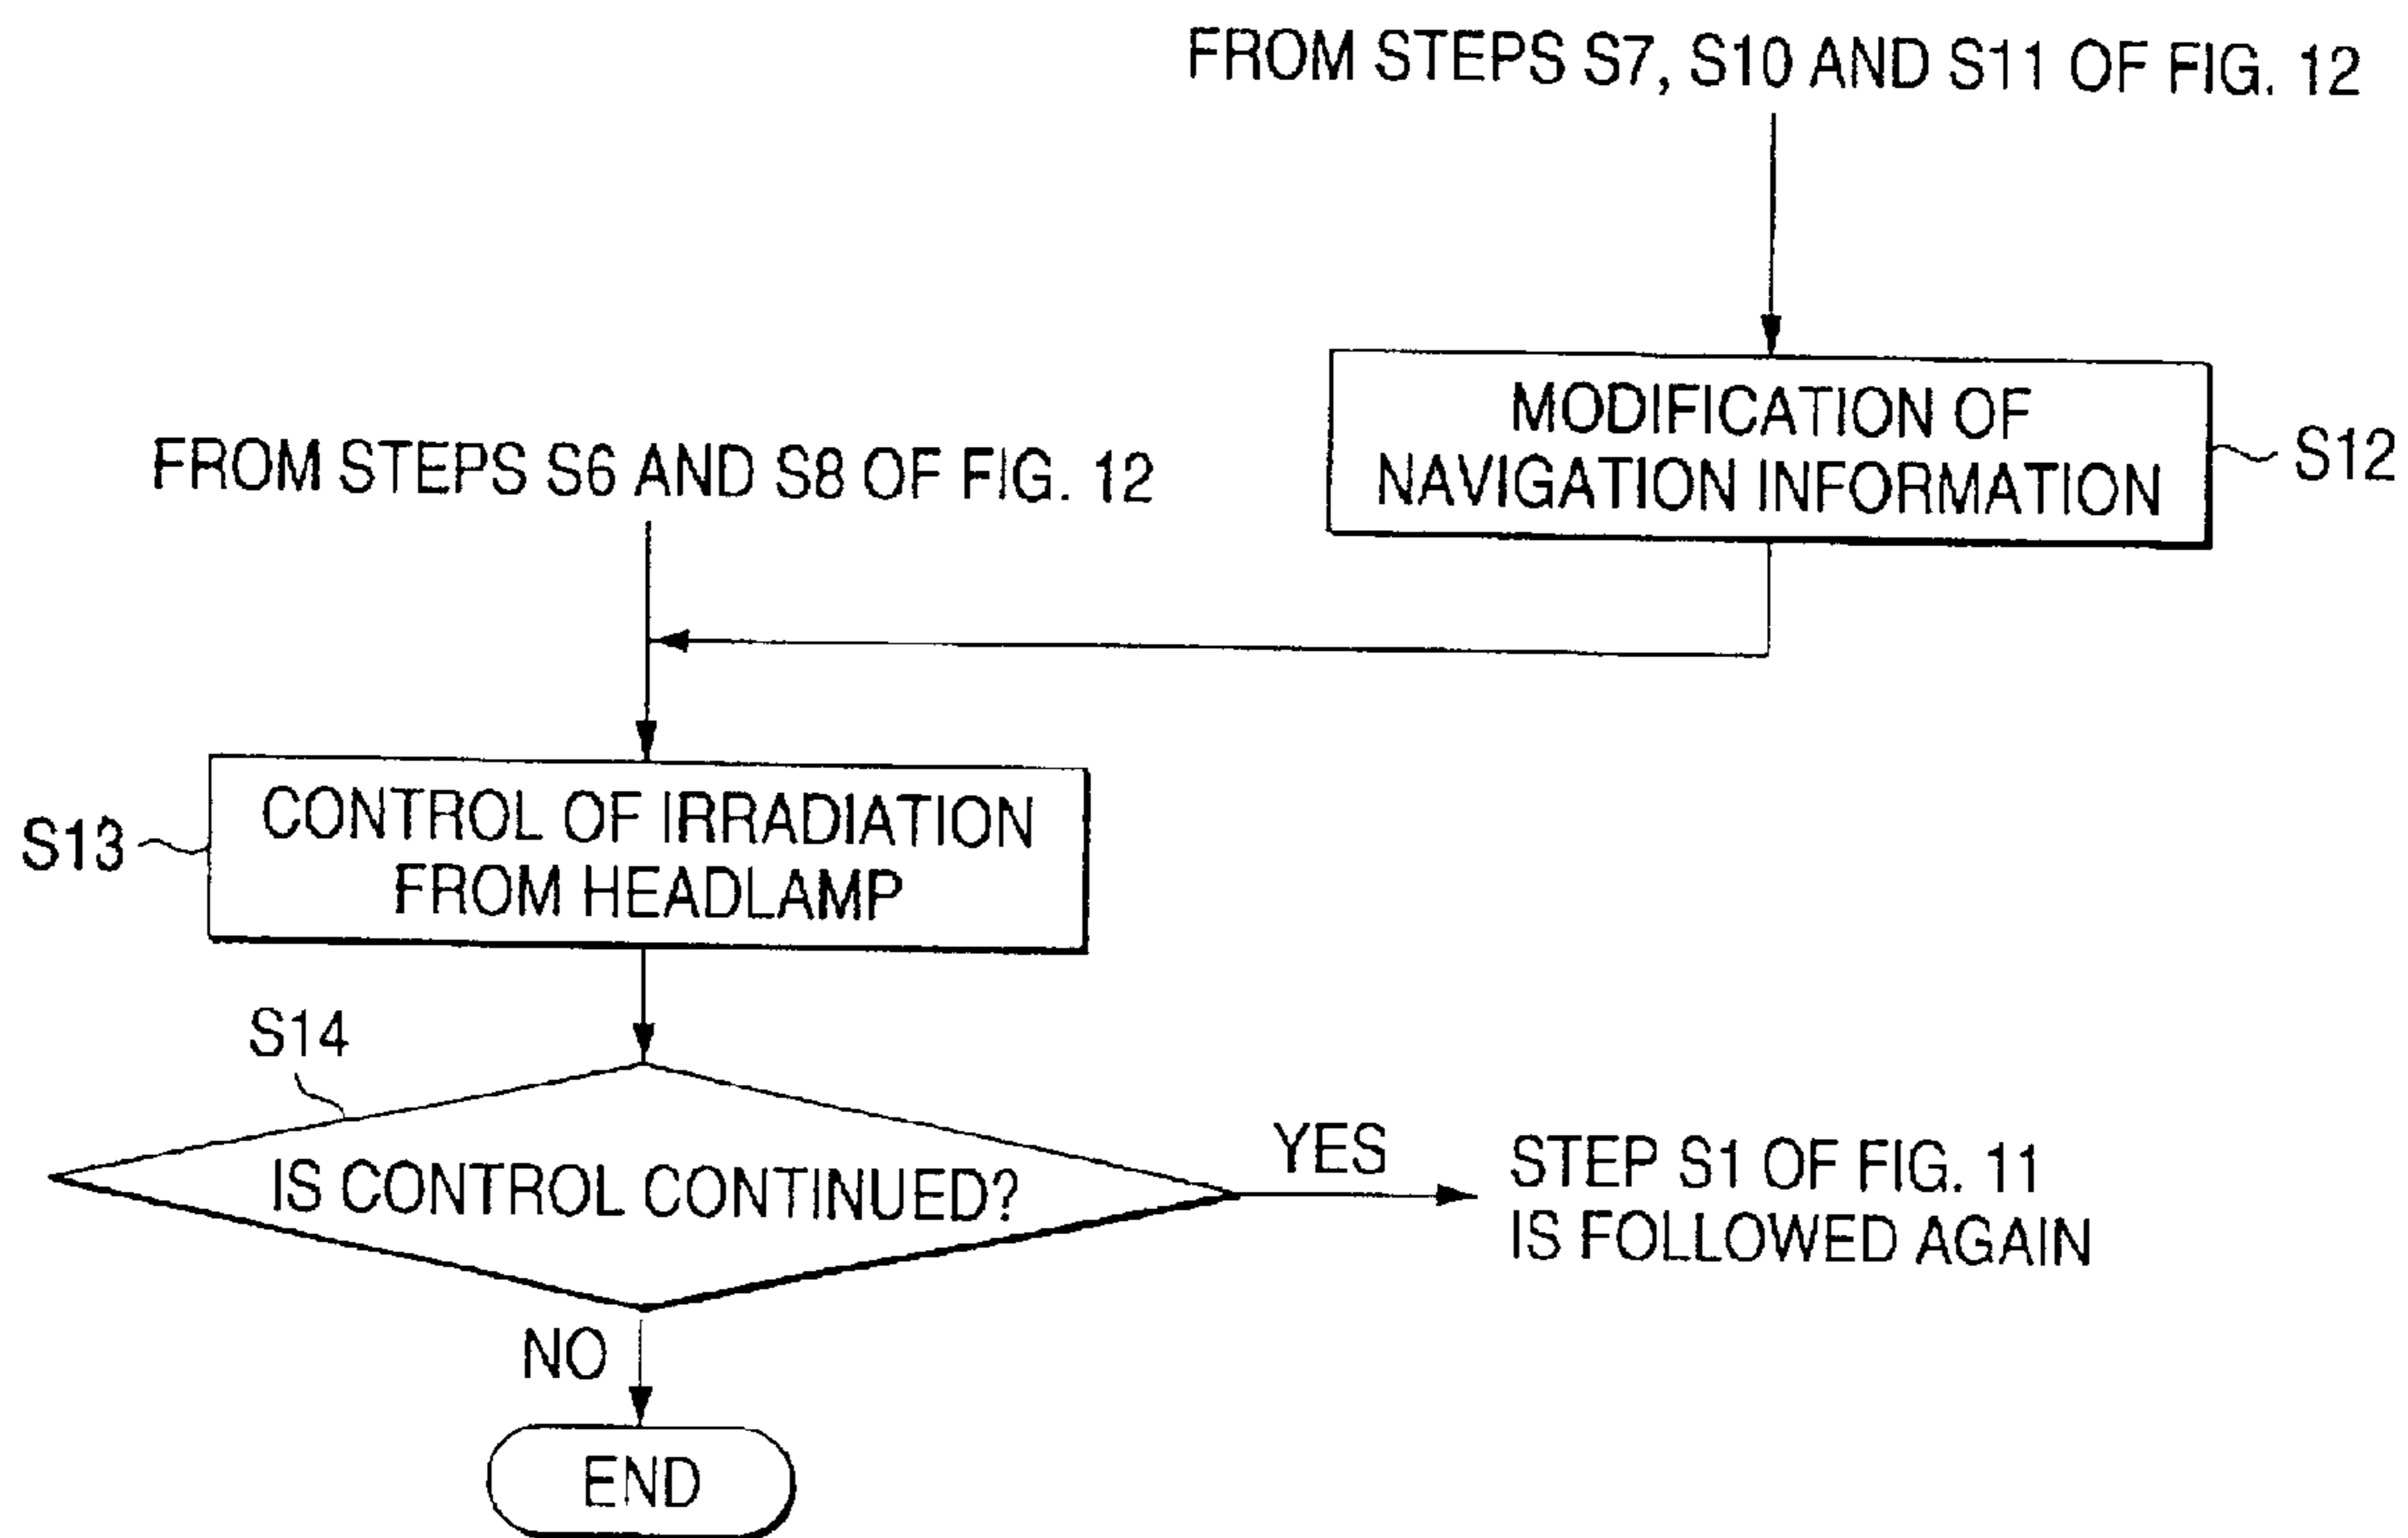 FROM STEPS S7, S10 AND S11 OF FIG. 12
MODIFICATION OF
NAVIGATION INFORMATION
S12
FROM STEPS S6 AND S8 OF FIG. 12
S13
CONTROL OF IRRADIATION
FROM HEADLAMP
S14
IS CONTROL CONTINUED?
YES
STEP S1 OF FIG. 11
IS FOLLOWED AGAIN
NO
END